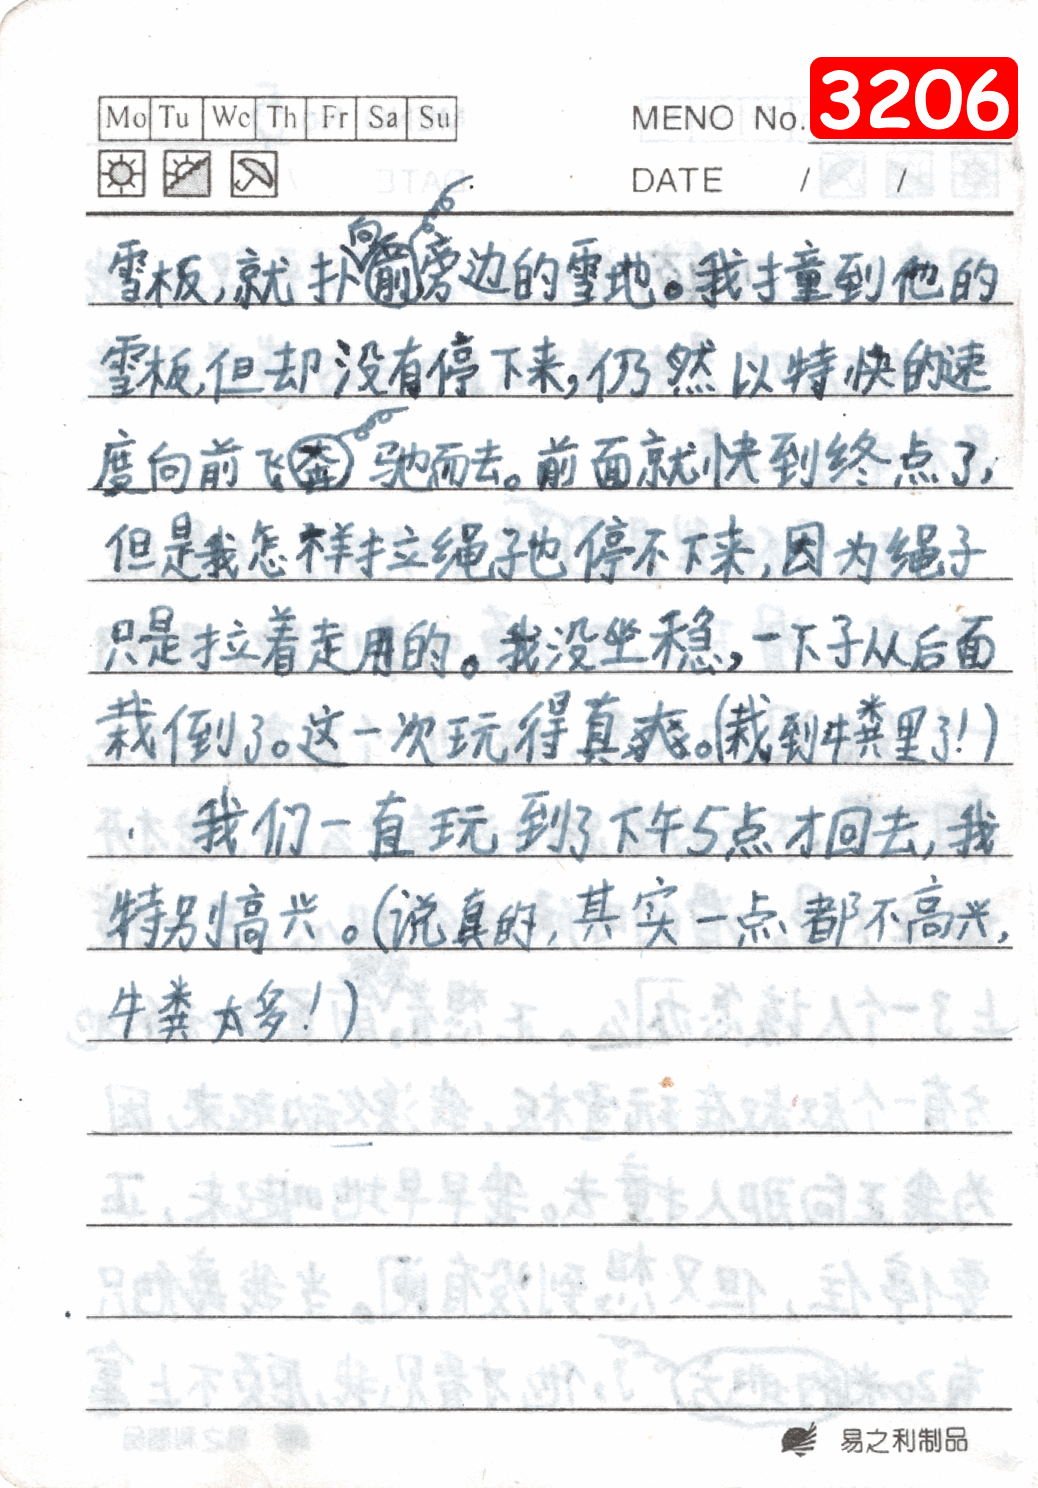 3206
Mo Tu We Th Fr Sa Su
MENO No.
DATE / /
雪板,就扑向旁边的雪地。我撞到他的
雪板,但却没有停下来,仍然以特快的速
度向前飞驰而去。前面就快到终点了,
但是我怎样拉绳子也停不下来,因为绳子
只是拉着走用的。我没坐稳,一下子从后面
栽倒了。这一次玩得真爽。(栽到牛粪里了!)
我们一直玩到了下午5点才回去,我
特别高兴。(说真的,其实一点都不高兴,
牛粪太多!)
易之利制品